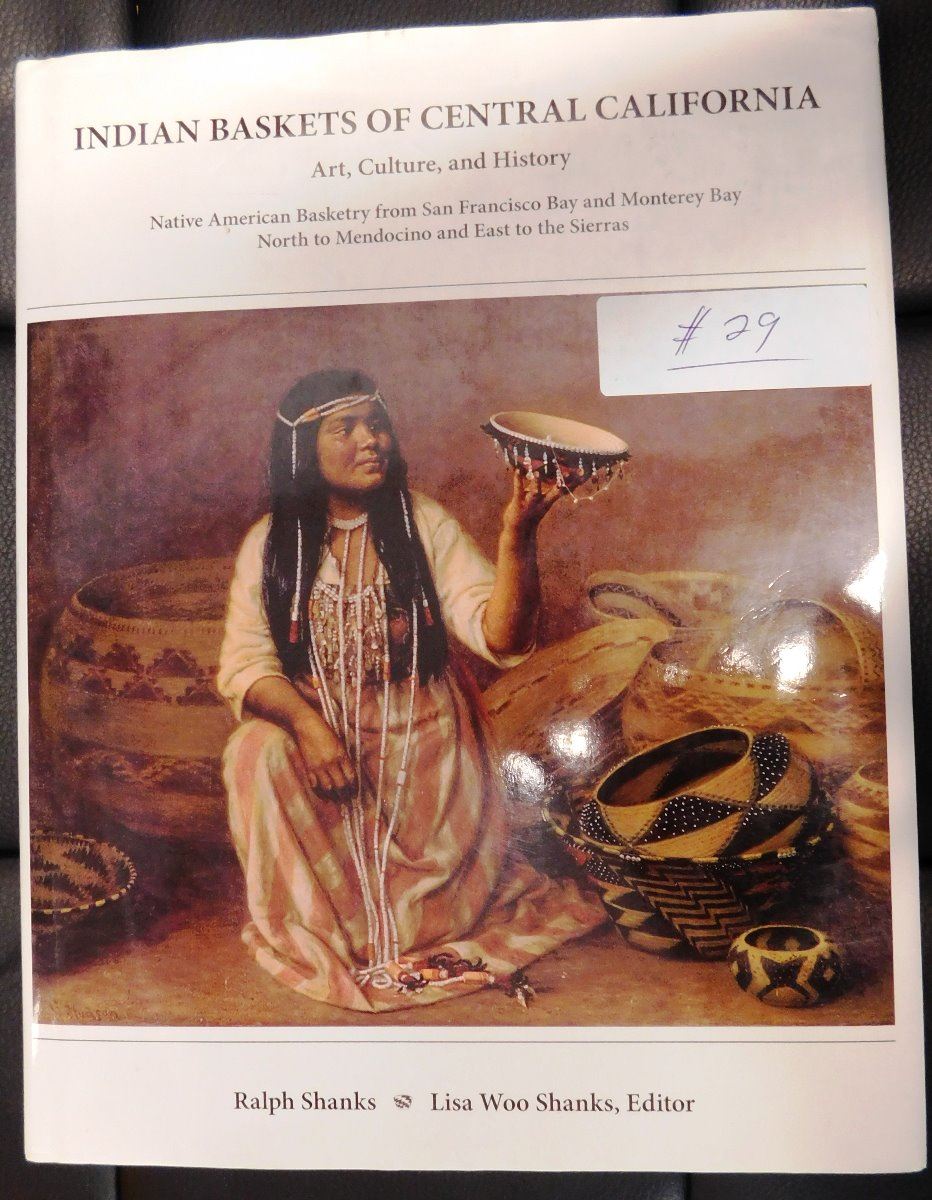 INDIAN BASKETS OF CENTRAL CALIFORNIA
Art, Culture, and History
Native American Basketry from San Francisco Bay and Monterey Bay
North to Mendocino and East to the Sierras
# 29
Ralph Shanks Lisa Woo Shanks, Editor